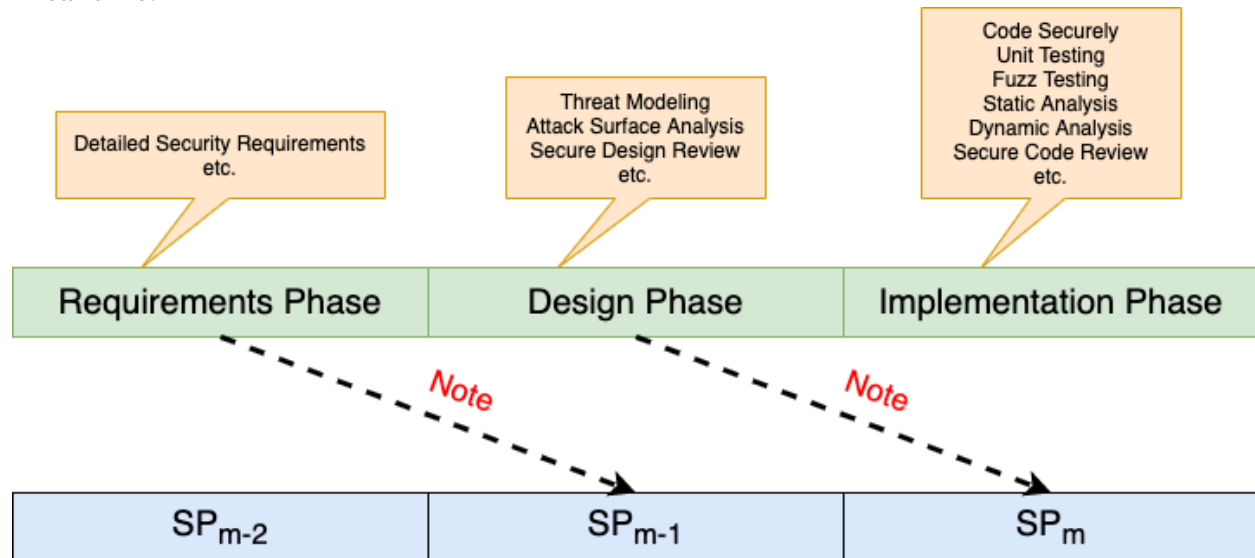 Code Securely
Unit Testing
Fuzz Testing
Static Analysis
Dynamic Analysis
Secure Code Review
etc.
Threat Modeling
Attack Surface Analysis
Secure Design Review
etc.
Detailed Security Requirements
etc.
Requirements Phase
Design Phase
Implementation Phase
Note
Note
SPm-2
SPm-1
SPm